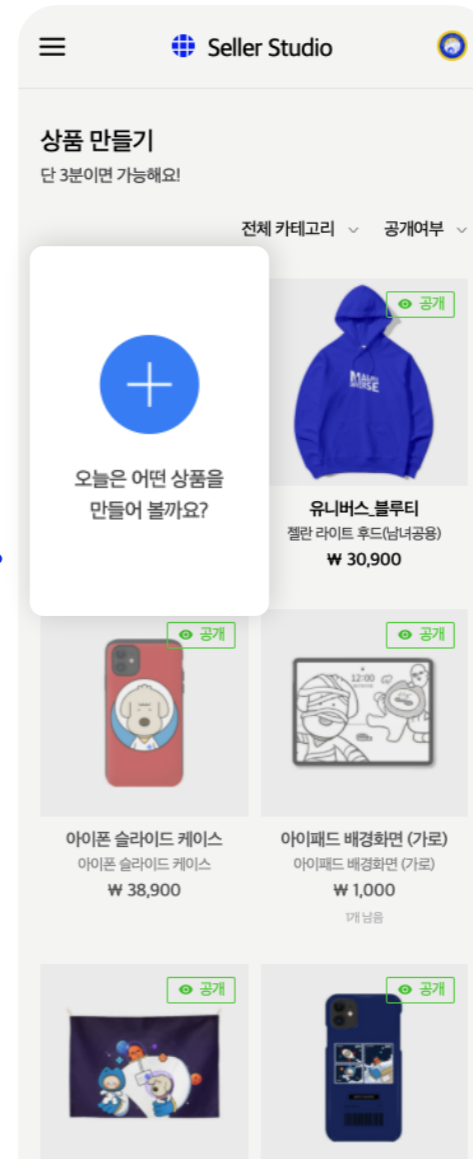 Seller Studio
상품 만들기
단 3분이면 가능해요!
전체 카테고리 공개여부
오늘은 어떤 상품을
만들어 볼까요?
공개
유니버스_블루티
젤란 라이트 후드(남녀공용)
₩ 30,900
공개
아이폰 슬라이드 케이스
아이폰 슬라이드 케이스
₩ 38,900
공개
12:00
아이패드 배경화면 (가로)
아이패드 배경화면 (가로)
₩ 1,000
1개 남음
공개
공개